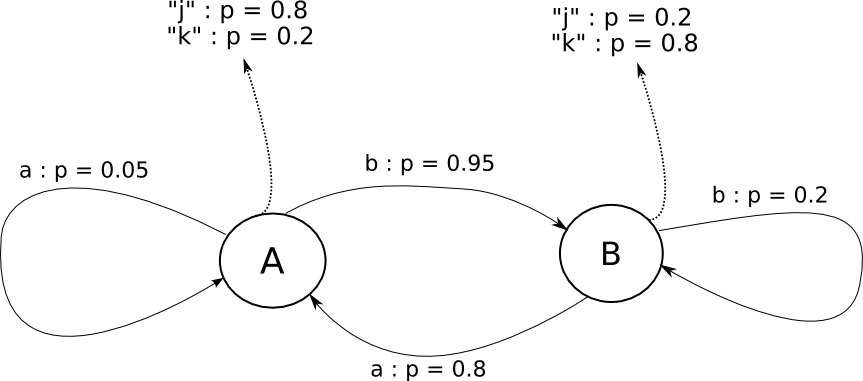 "j" : p = 0.8
"k" : p = 0.2
"j" : p = 0.2
"k" : p = 0.8
a : p = 0.05
b : p = 0.95
b : p = 0.2
A
B
a : p = 0.8